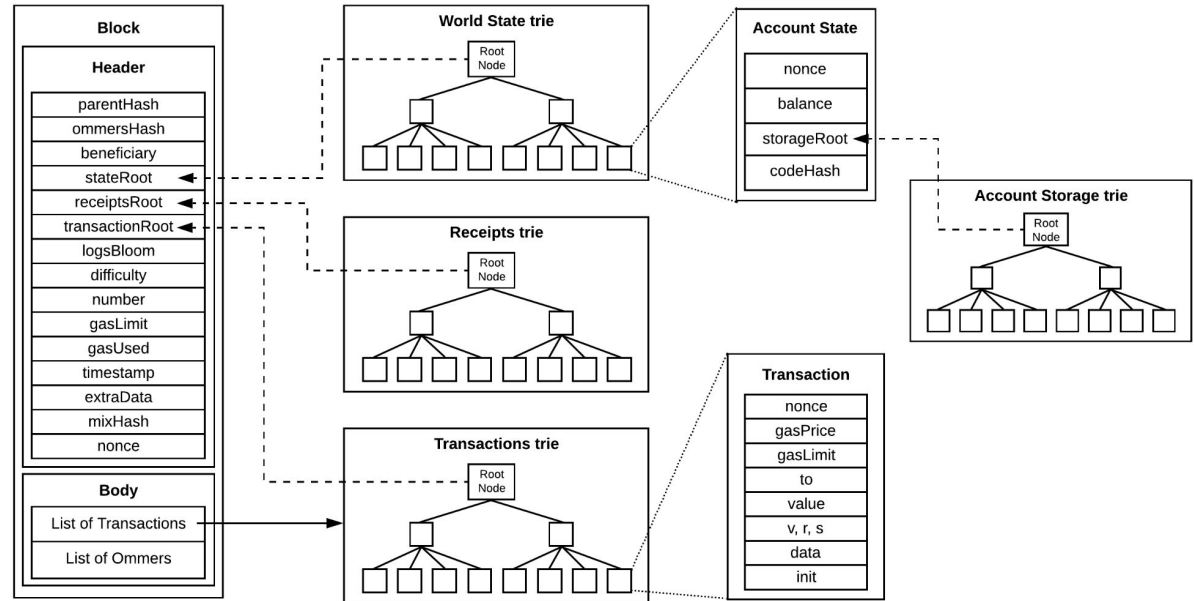 Block
Header
parentHash
ommersHash
beneficiary
stateRoot
receiptsRoot
transactionRoot
logsBloom
difficulty
number
gasLimit
gasUsed
timestamp
extraData
mixHash
nonce
Body
List of Transactions
List of Ommers
World State trie
Root
Node
Receipts trie
Root
Node
Transactions trie
Root
Node
Account State
nonce
balance
storageRoot
codeHash
Account Storage trie
Root
Node
Transaction
nonce
gasPrice
gasLimit
to
value
v, r, s
data
init